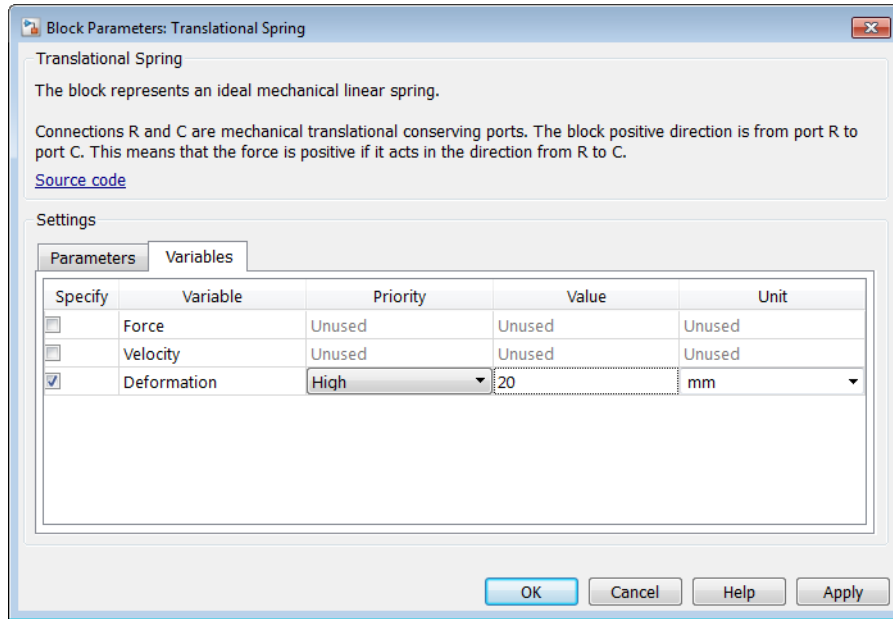 Block Parameters: Translational Spring
Translational Spring
The block represents an ideal mechanical linear spring.
Connections R and C are mechanical translational conserving ports. The block positive direction is from port R to
port C. This means that the force is positive if it acts in the direction from R to C.
Source code
Settings
Parameters Variables
Specify Variable Priority Value Unit
Force Unused Unused Unused
Velocity Unused Unused Unused
Deformation High 20 mm
OK Cancel Help Apply